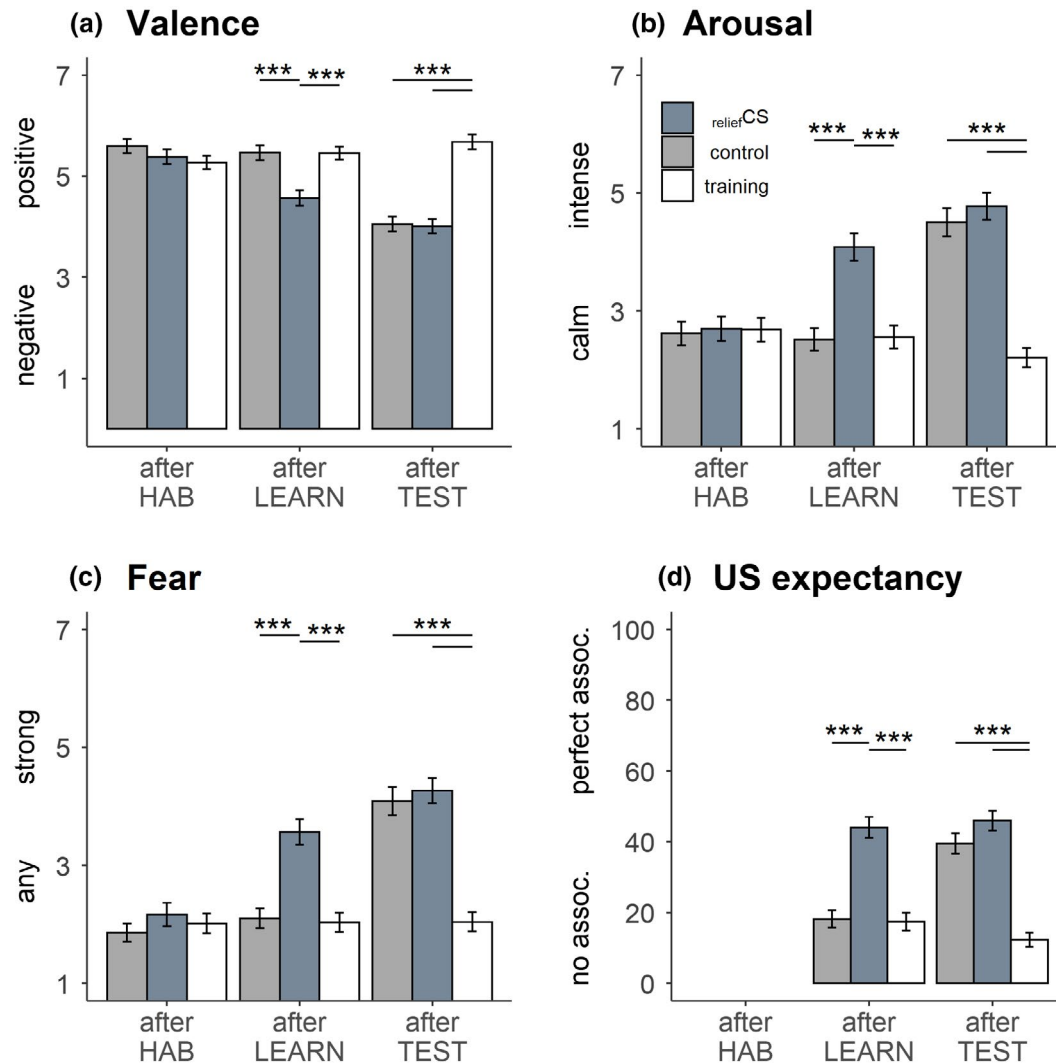 (a) Valence
7
5
3
1
positive
negative
*** ***
***
after HAB
after LEARN
after TEST
(b) Arousal
7
5
3
1
intense
calm
reliefCS
control
training
*** ***
***
after HAB
after LEARN
after TEST
(c) Fear
7
5
3
1
strong
any
*** ***
***
after HAB
after LEARN
after TEST
(d) US expectancy
100
80
60
40
20
0
perfect assoc.
no assoc.
*** ***
***
after HAB
after LEARN
after TEST